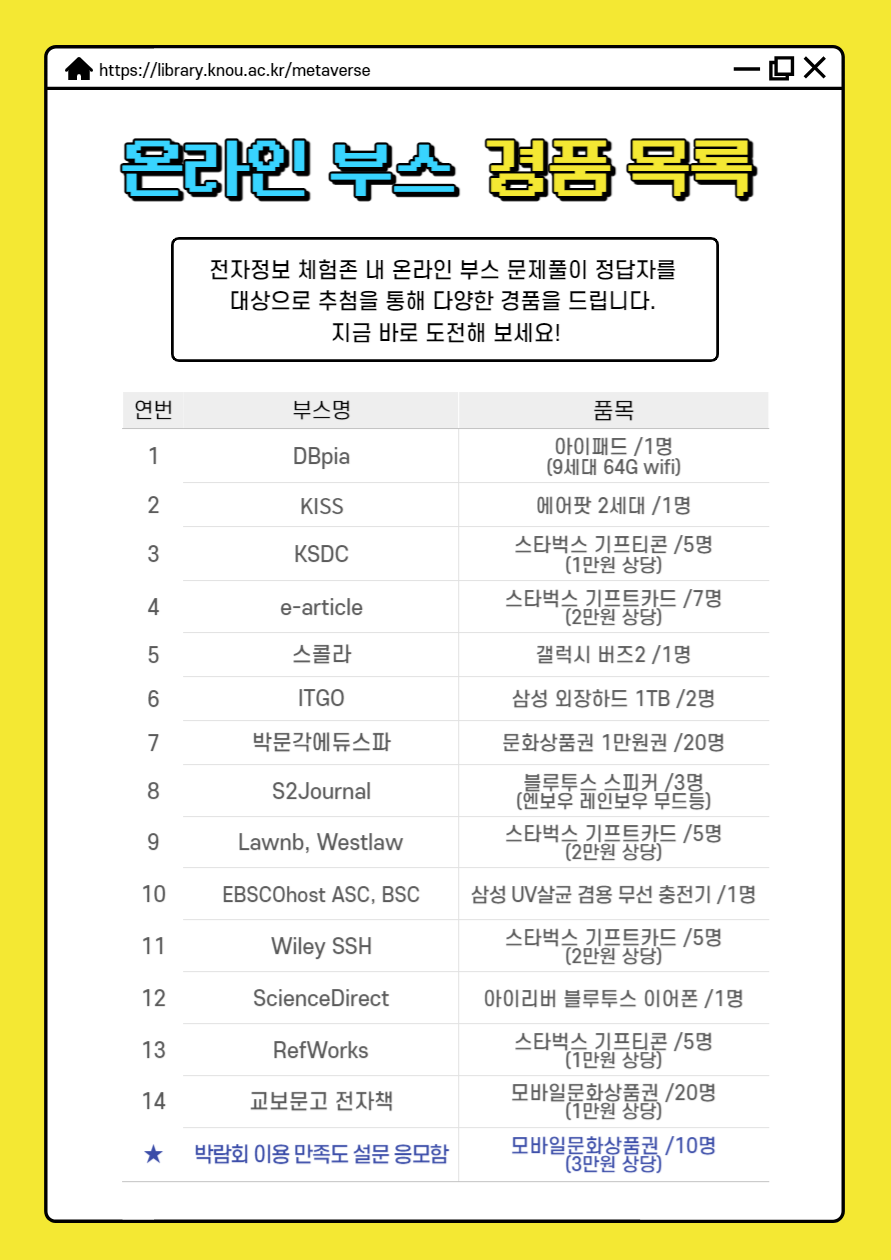 https://library.knou.ac.kr/metaverse
온라인 부스 경품 목록
전자정보 체험존 내 온라인 부스 문제풀이 정답자를
대상으로 추첨을 통해 다양한 경품을 드립니다.
지금 바로 도전해 보세요!
연번 부스명 품목
1 DBpia 아이패드 /1명
(9세대 64G wifi)
2 KISS 에어팟 2세대 /1명
3 KSDC 스타벅스 기프티콘 /5명
(1만원 상당)
4 e-article 스타벅스 기프트카드 /7명
(2만원 상당)
5 스콜라 갤럭시 버즈2 /1명
6 ITGO 삼성 외장하드 1TB /2명
7 박문각에듀스파 문화상품권 1만원권 /20명
8 S2Journal 블루투스 스피커 /3명
(엔보우 레인보우 무드등)
9 Lawnb, Westlaw 스타벅스 기프트카드 /5명
(2만원 상당)
10 EBSCOhost ASC, BSC 삼성 UV살균 겸용 무선 충전기 /1명
11 Wiley SSH 스타벅스 기프트카드 /5명
(2만원 상당)
12 ScienceDirect 아이리버 블루투스 이어폰 /1명
13 RefWorks 스타벅스 기프티콘 /5명
(1만원 상당)
14 교보문고 전자책 모바일문화상품권 /20명
(1만원 상당)
★ 박람회 이용 만족도 설문 응모함 모바일문화상품권 /10명
(3만원 상당)